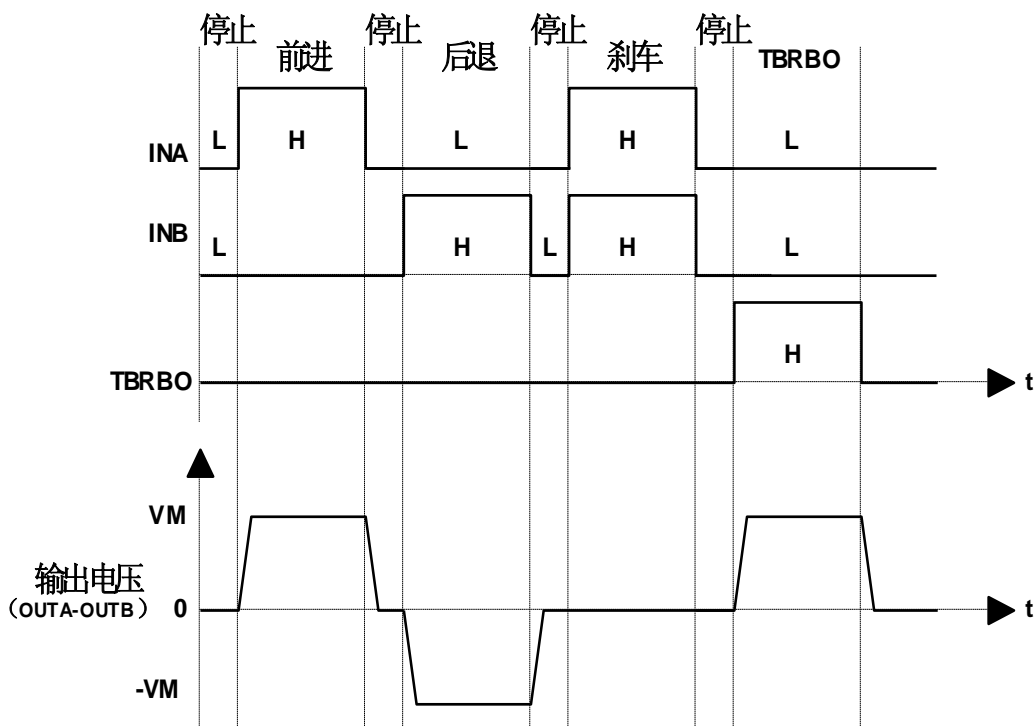 停止 停止 停止 停止
前进 后退 刹车 TBRBO
INA L H L H L
INB L H L H L
TBRBO H t
VM
输出电压
（OUTA-OUTB） 0 t
-VM